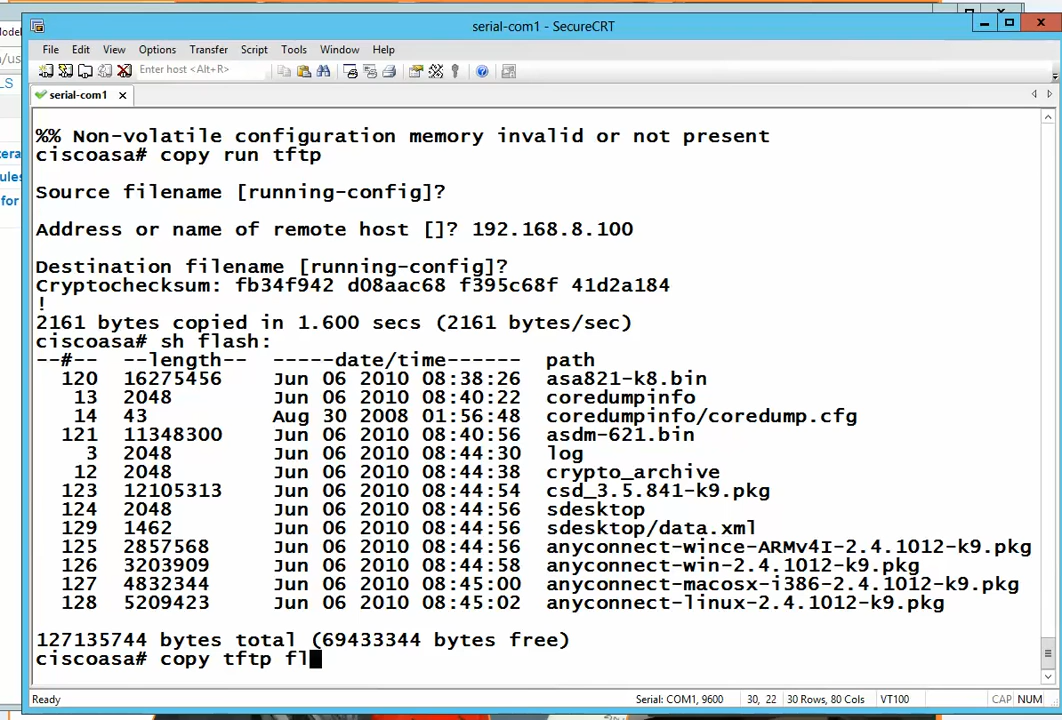 serial-com1 - SecureCRT
File Edit View Options Transfer Script Tools Window Help
Enter host <Alt+R>
serial-com1
%% Non-volatile configuration memory invalid or not present
ciscoasa# copy run tftp
Source filename [running-config]?
Address or name of remote host []? 192.168.8.100
Destination filename [running-config]?
Cryptochecksum: fb34f942 d08aac68 f395c68f 41d2a184
!
2161 bytes copied in 1.600 secs (2161 bytes/sec)
ciscoasa# sh flash:
--#-- --length-- -----date/time------ path
120 16275456 Jun 06 2010 08:38:26 asa821-k8.bin
13 2048 Jun 06 2010 08:40:22 coredumpinfo
14 43 Aug 30 2008 01:56:48 coredumpinfo/coredump.cfg
121 11348300 Jun 06 2010 08:40:56 asdm-621.bin
3 2048 Jun 06 2010 08:44:30 log
12 2048 Jun 06 2010 08:44:38 crypto_archive
123 12105313 Jun 06 2010 08:44:54 csd_3.5.841-k9.pkg
124 2048 Jun 06 2010 08:44:56 sdesktop
129 1462 Jun 06 2010 08:44:56 sdesktop/data.xml
125 2857568 Jun 06 2010 08:44:56 anyconnect-wince-ARMv4I-2.4.1012-k9.pkg
126 3203909 Jun 06 2010 08:44:58 anyconnect-win-2.4.1012-k9.pkg
127 4832344 Jun 06 2010 08:45:00 anyconnect-macosx-i386-2.4.1012-k9.pkg
128 5209423 Jun 06 2010 08:45:02 anyconnect-linux-2.4.1012-k9.pkg
127135744 bytes total (69433344 bytes free)
ciscoasa# copy tftp fl
Ready Serial: COM1, 9600 30, 22 30 Rows, 80 Cols VT100 CAP NUM